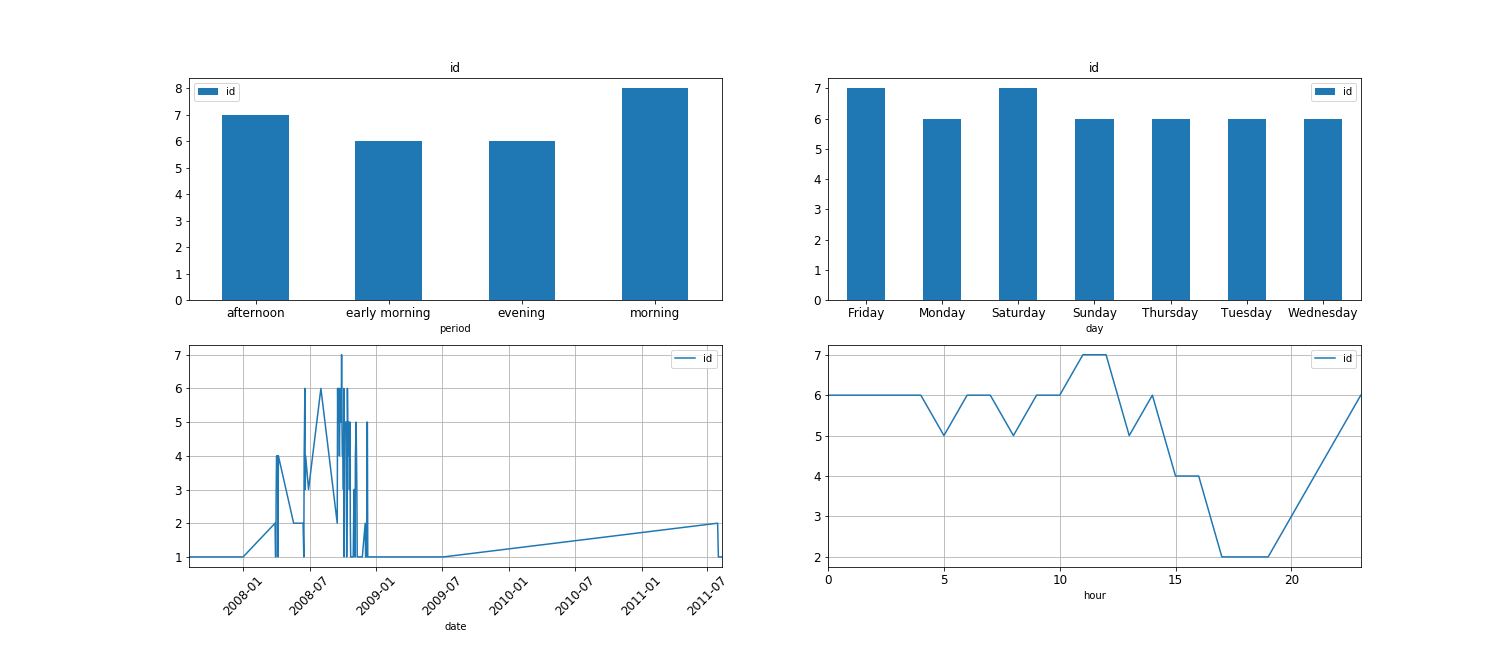 id
8
7
6
5
4
3
2
1
0
id
afternoon early morning evening morning
period
id
7
6
5
4
3
2
1
0
id
Friday Monday Saturday Sunday Thursday Tuesday Wednesday
day
7
6
5
4
3
2
1
id
2008-01 2008-07 2009-01 2009-07 2010-01 2010-07 2011-01 2011-07
date
7
6
5
4
3
2
id
0 5 10 15 20
hour